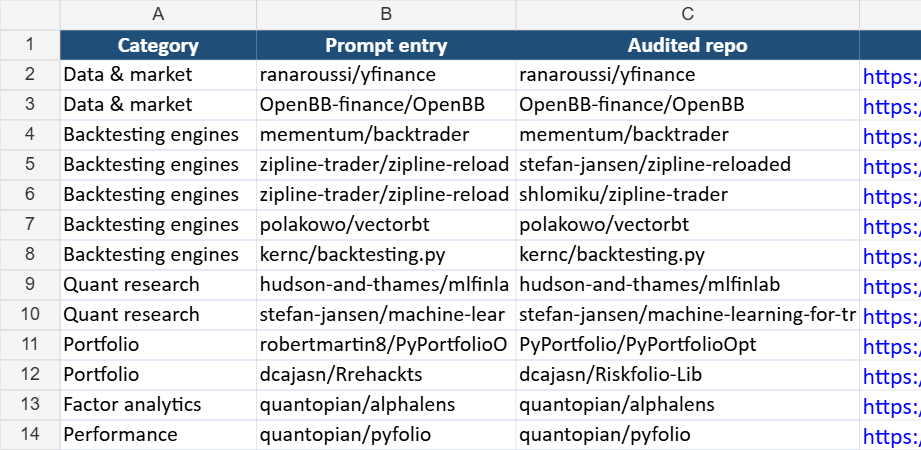 A B C
1 Category Prompt entry Audited repo
2 Data & market ranaroussi/yfinance ranaroussi/yfinance https:/
3 Data & market OpenBB-finance/OpenBB OpenBB-finance/OpenBB https:/
4 Backtesting engines mementum/backtrader mementum/backtrader https:/
5 Backtesting engines zipline-trader/zipline-reload stefan-jansen/zipline-reloaded https:/
6 Backtesting engines zipline-trader/zipline-reload shlomiku/zipline-trader https:/
7 Backtesting engines polakowo/vectorbt polakowo/vectorbt https:/
8 Backtesting engines kernc/backtesting.py kernc/backtesting.py https:/
9 Quant research hudson-and-thames/mlfinla hudson-and-thames/mlfinlab https:/
10 Quant research stefan-jansen/machine-lear stefan-jansen/machine-learning-for-tr https:/
11 Portfolio robertmartin8/PyPortfolioO PyPortfolio/PyPortfolioOpt https:/
12 Portfolio dcajasn/Rrehackts dcajasn/Riskfolio-Lib https:/
13 Factor analytics quantopian/alphalens quantopian/alphalens https:/
14 Performance quantopian/pyfolio quantopian/pyfolio https:/